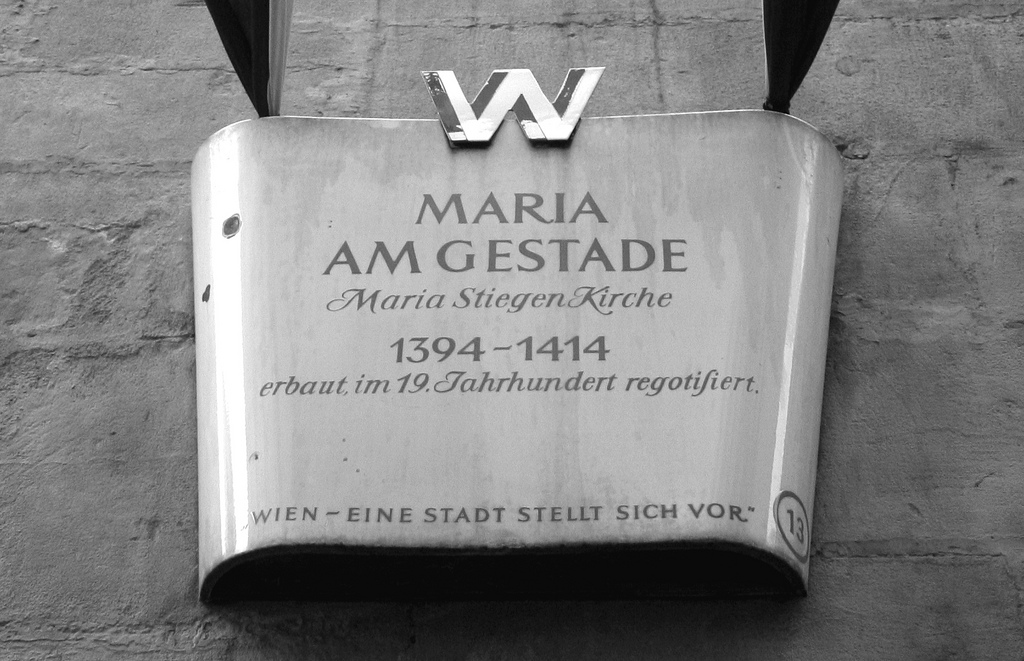 W
MARIA
AM GESTADE
Maria Stiegen Kirche
1394-1414
erbaut, im 19. Jahrhundert regotisiert.
WIEN – EINE STADT STELLT SICH VOR"
13